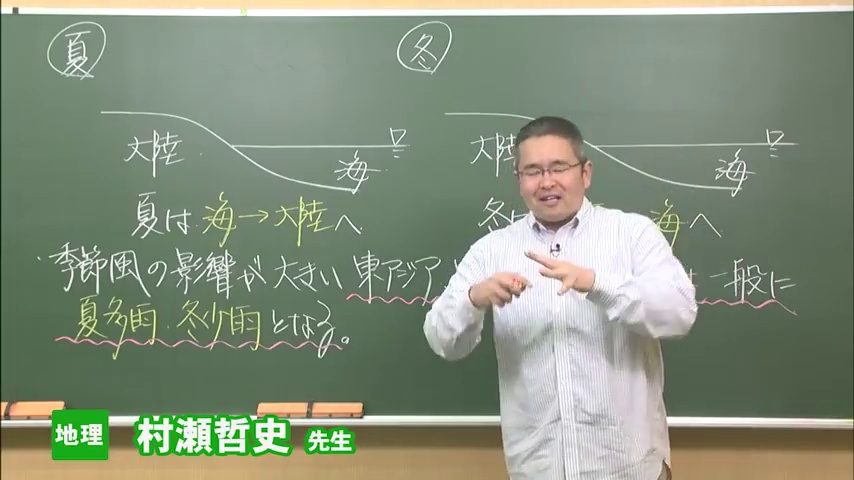 夏
冬
大陸
海
大陸
海
夏は 海→大陸へ
冬は
海へ
季節風の影響が大きい 東アジア
一般に
夏多雨・冬少雨となる。
地理 村瀬哲史 先生